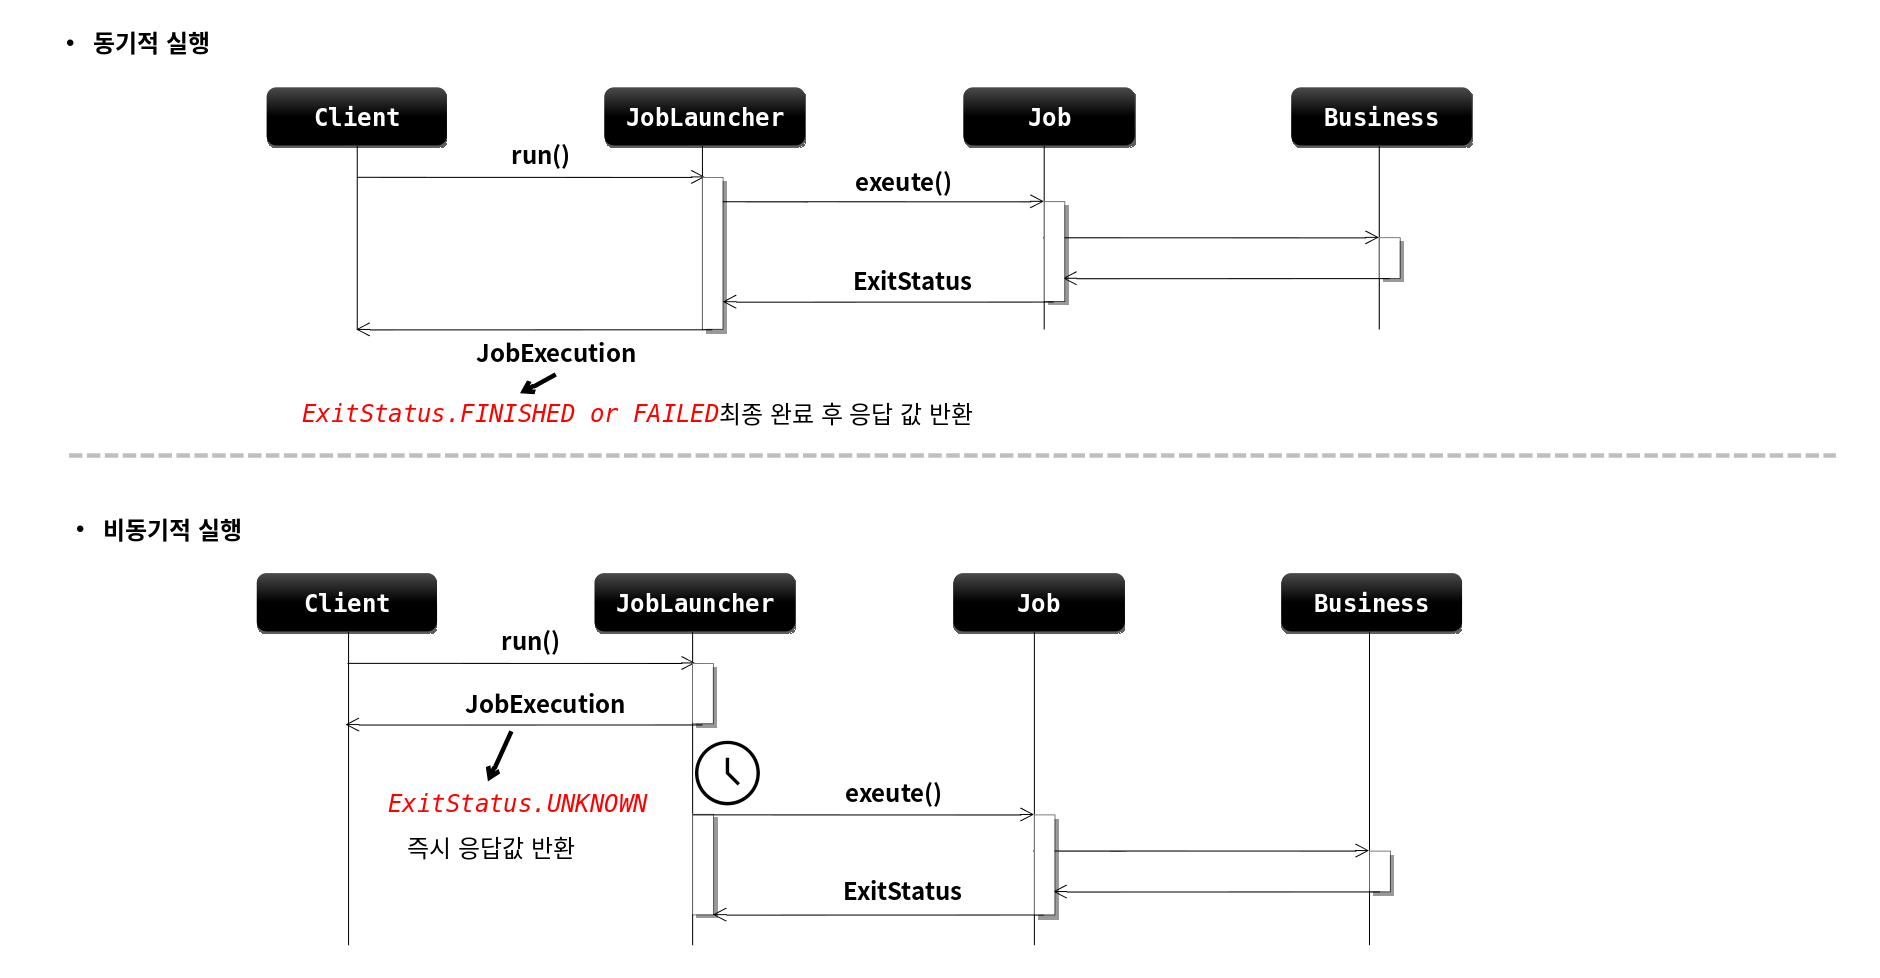 • 동기적 실행
Client JobLauncher Job Business
run()
exeute()
ExitStatus
JobExecution
ExitStatus.FINISHED or FAILED최종 완료 후 응답 값 반환
• 비동기적 실행
Client JobLauncher Job Business
run()
JobExecution
exeute()
ExitStatus.UNKNOWN
즉시 응답값 반환
ExitStatus